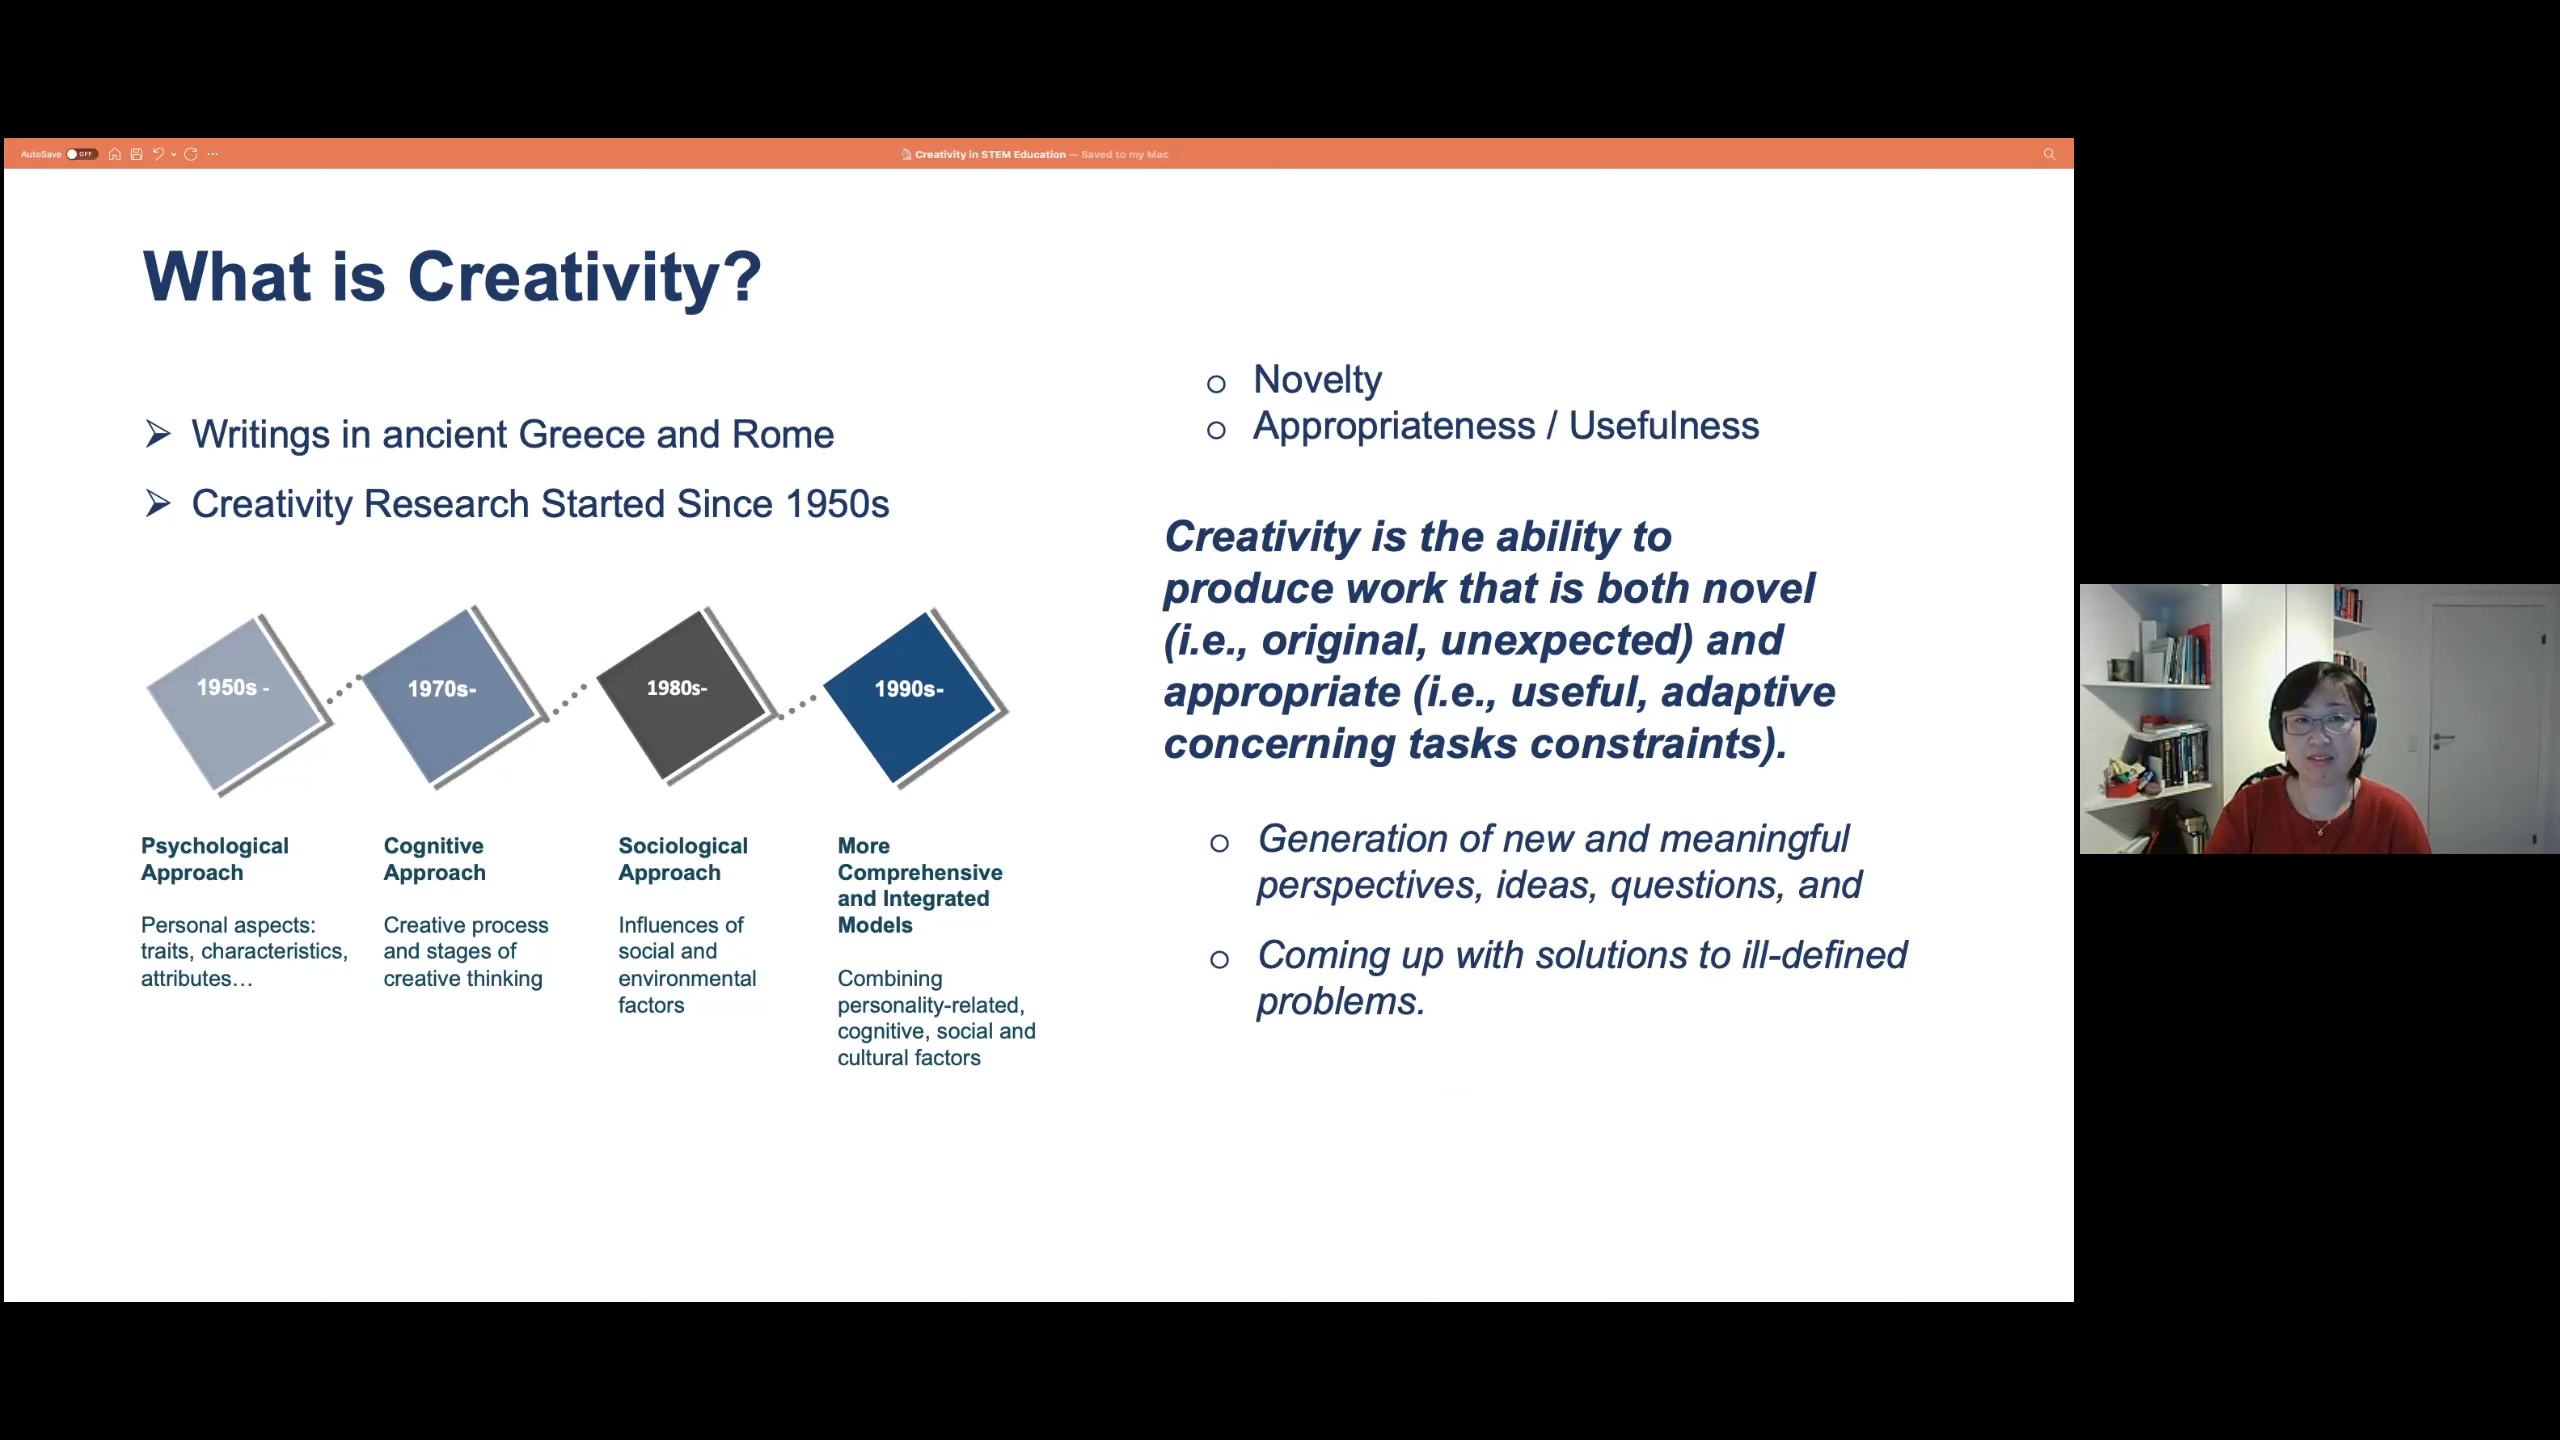 AutoSave OFF
Creativity in STEM Education — Saved to my Mac
What is Creativity?
➢ Writings in ancient Greece and Rome
➢ Creativity Research Started Since 1950s
1950s -
1970s-
1980s-
1990s-
Psychological
Approach
Personal aspects:
traits, characteristics,
attributes…
Cognitive
Approach
Creative process
and stages of
creative thinking
Sociological
Approach
Influences of
social and
environmental
factors
More
Comprehensive
and Integrated
Models
Combining
personality-related,
cognitive, social and
cultural factors
o Novelty
o Appropriateness / Usefulness
Creativity is the ability to
produce work that is both novel
(i.e., original, unexpected) and
appropriate (i.e., useful, adaptive
concerning tasks constraints).
o Generation of new and meaningful
perspectives, ideas, questions, and
o Coming up with solutions to ill-defined
problems.